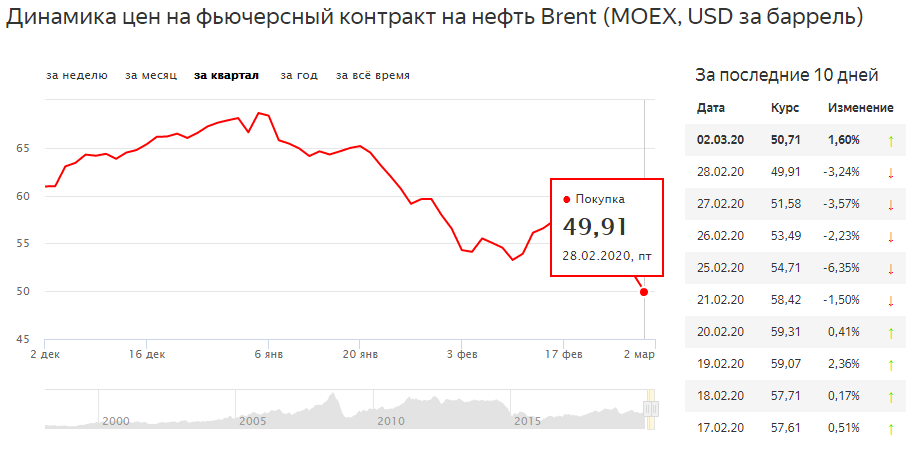 Динамика цен на фьючерсный контракт на нефть Brent (MOEX, USD за баррель)
за неделю за месяц за квартал за год за всё время
65
60
55
50
45
2 дек 16 дек 6 янв 20 янв 3 фев 17 фев 2 мар
Покупка
49,91
28.02.2020, пт
2000 2005 2010 2015
За последние 10 дней
Дата Курс Изменение
02.03.20 50,71 1,60% ↑
28.02.20 49,91 -3,24% ↓
27.02.20 51,58 -3,57% ↓
26.02.20 53,49 -2,23% ↓
25.02.20 54,71 -6,35% ↓
21.02.20 58,42 -1,50% ↓
20.02.20 59,31 0,41% ↑
19.02.20 59,07 2,36% ↑
18.02.20 57,71 0,17% ↑
17.02.20 57,61 0,51% ↑